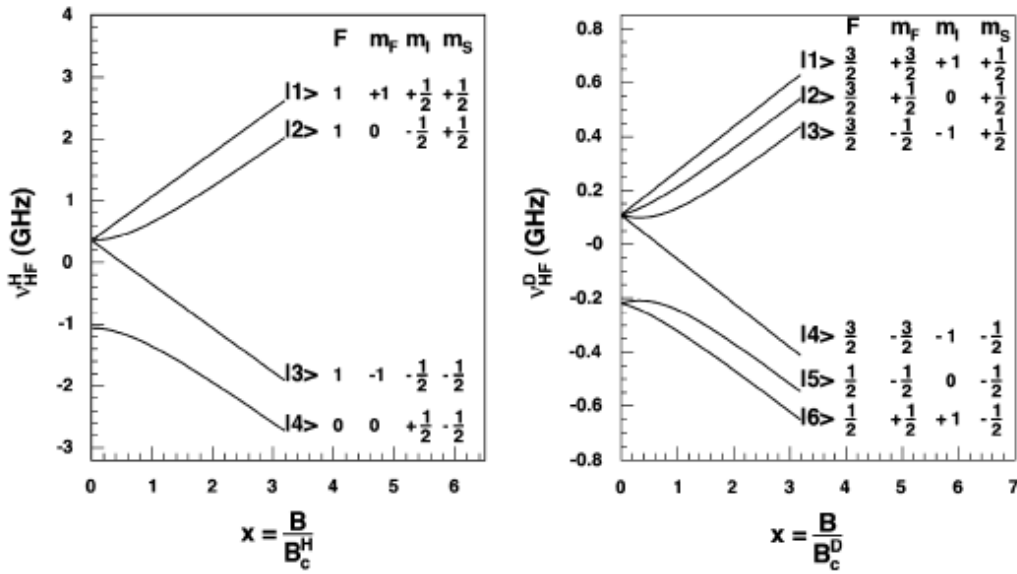 4
3
2
1
0
-1
-2
-3
ν_HF^H (GHz)
F m_F m_I m_S
|1> 1 +1 +1/2 +1/2
|2> 1 0 -1/2 +1/2
|3> 1 -1 -1/2 -1/2
|4> 0 0 +1/2 -1/2
0 1 2 3 4 5 6
x = B/B_c^H
0.8
0.6
0.4
0.2
-0
-0.2
-0.4
-0.6
-0.8
ν_HF^D (GHz)
F m_F m_I m_S
|1> 3/2 +3/2 +1 +1/2
|2> 3/2 +1/2 0 +1/2
|3> 3/2 -1/2 -1 +1/2
|4> 3/2 -3/2 -1 -1/2
|5> 1/2 -1/2 0 -1/2
|6> 1/2 +1/2 +1 -1/2
0 1 2 3 4 5 6 7
x = B/B_c^D